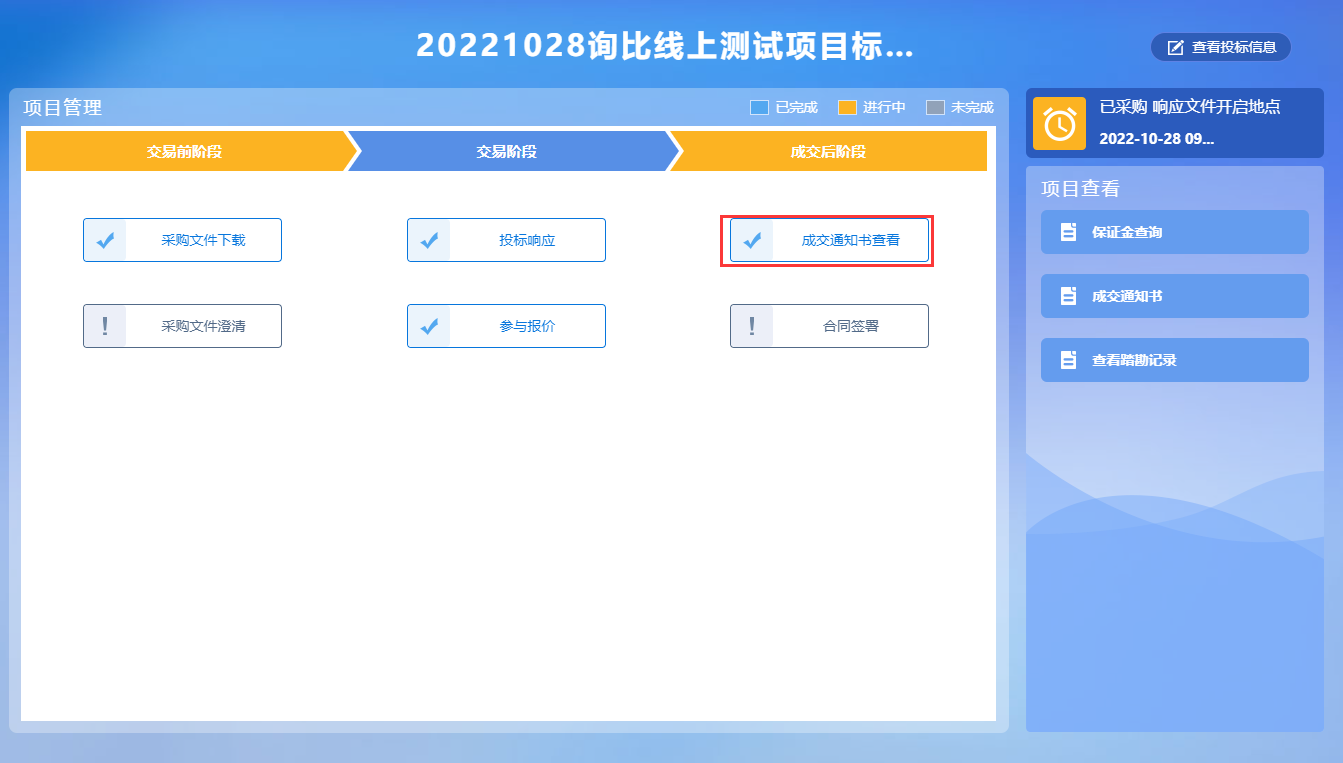 20221028询比线上测试项目标...
查看投标信息
项目管理
已完成
进行中
未完成
交易前阶段
交易阶段
成交后阶段
采购文件下载
投标响应
成交通知书查看
采购文件澄清
参与报价
合同签署
已采购 响应文件开启地点
2022-10-28 09...
项目查看
保证金查询
成交通知书
查看踏勘记录